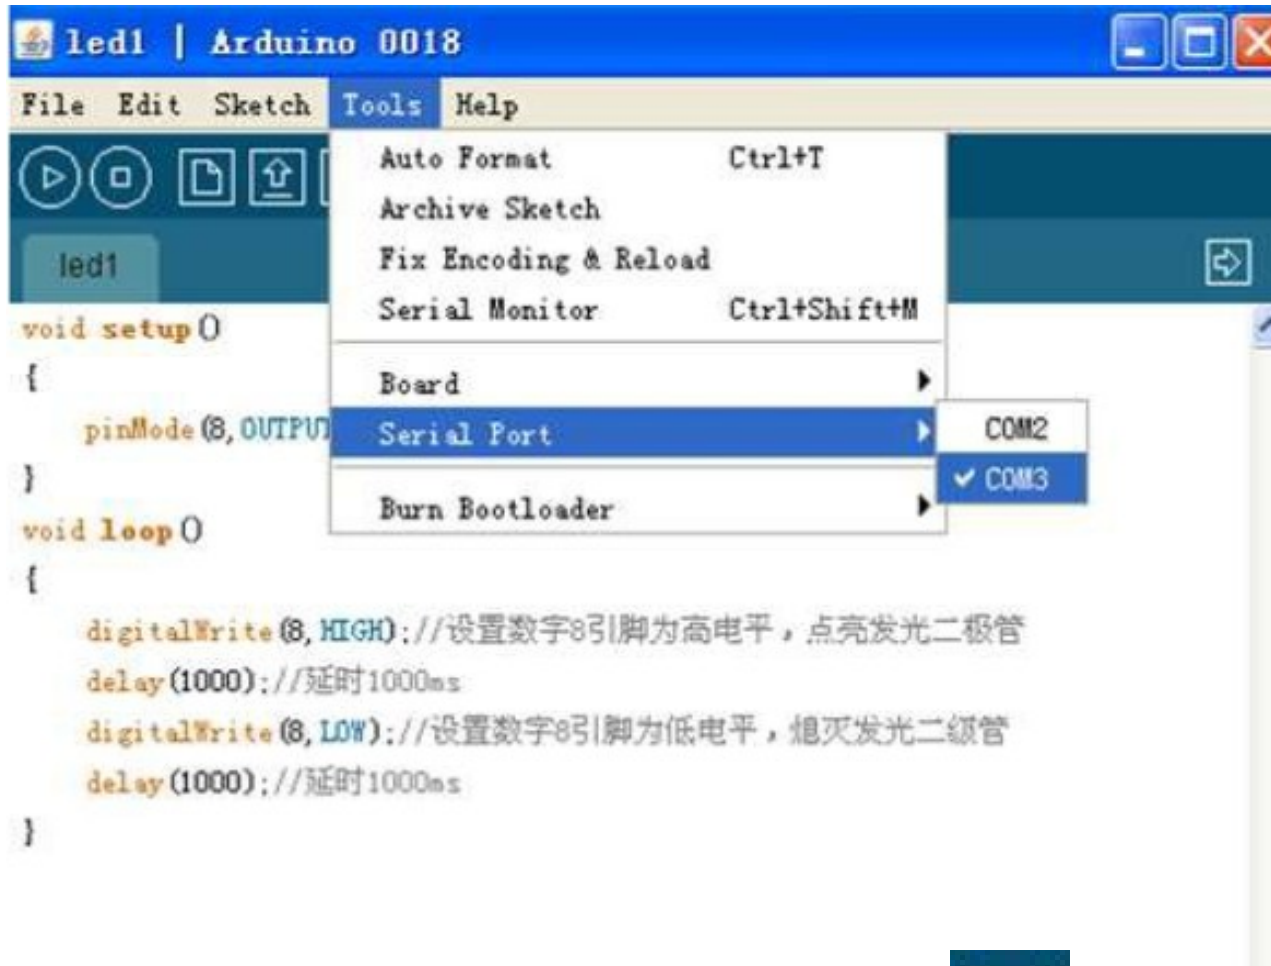 led1 | Arduino 0018
File Edit Sketch Tools Help
Auto Format Ctrl+T
Archive Sketch
Fix Encoding & Reload
led1
Serial Monitor Ctrl+Shift+M
Board
Serial Port
COM2
COM3
Burn Bootloader
void setup()
{
pinMode(8,OUTPUT
}
void loop()
{
digitalWrite(8,HIGH);//设置数字8引脚为高电平，点亮发光二极管
delay(1000);//延时1000ms
digitalWrite(8,LOW);//设置数字8引脚为低电平，熄灭发光二级管
delay(1000);//延时1000ms
}